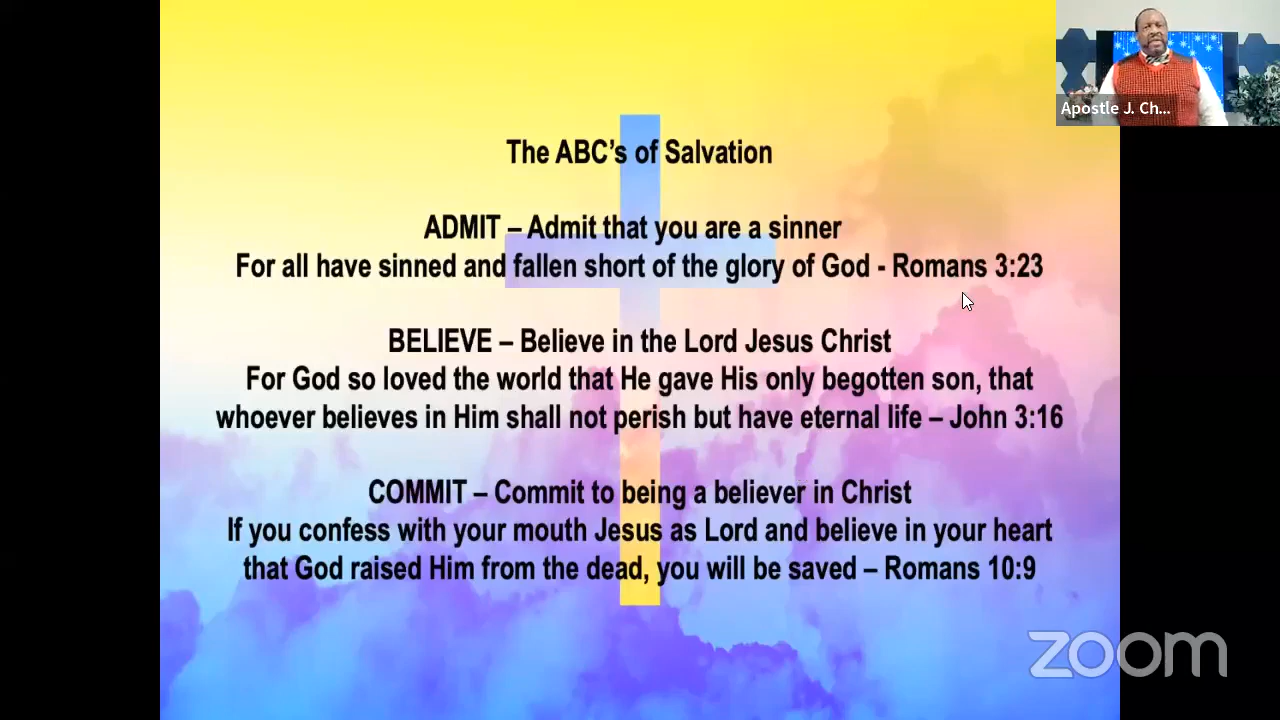 Apostle J. Ch...
The ABC’s of Salvation
ADMIT – Admit that you are a sinner
For all have sinned and fallen short of the glory of God - Romans 3:23
BELIEVE – Believe in the Lord Jesus Christ
For God so loved the world that He gave His only begotten son, that
whoever believes in Him shall not perish but have eternal life – John 3:16
COMMIT – Commit to being a believer in Christ
If you confess with your mouth Jesus as Lord and believe in your heart
that God raised Him from the dead, you will be saved – Romans 10:9
zoom